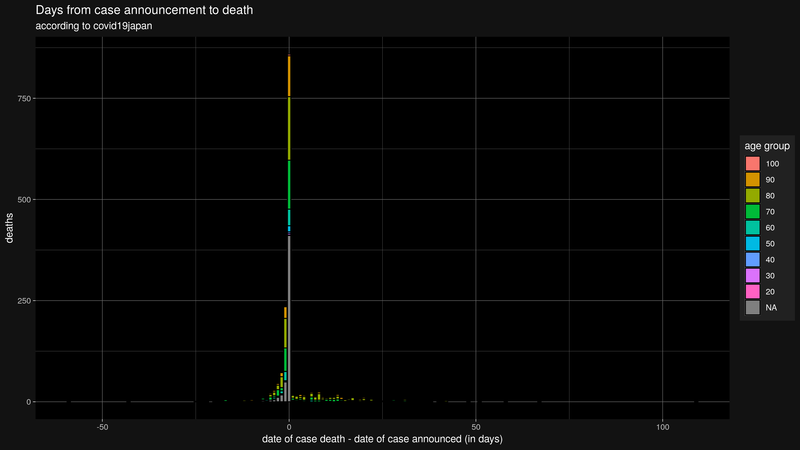 Days from case announcement to death
according to covid19japan
deaths
750
500
250
0
-50
0
50
100
date of case death - date of case announced (in days)
age group
100
90
80
70
60
50
40
30
20
NA